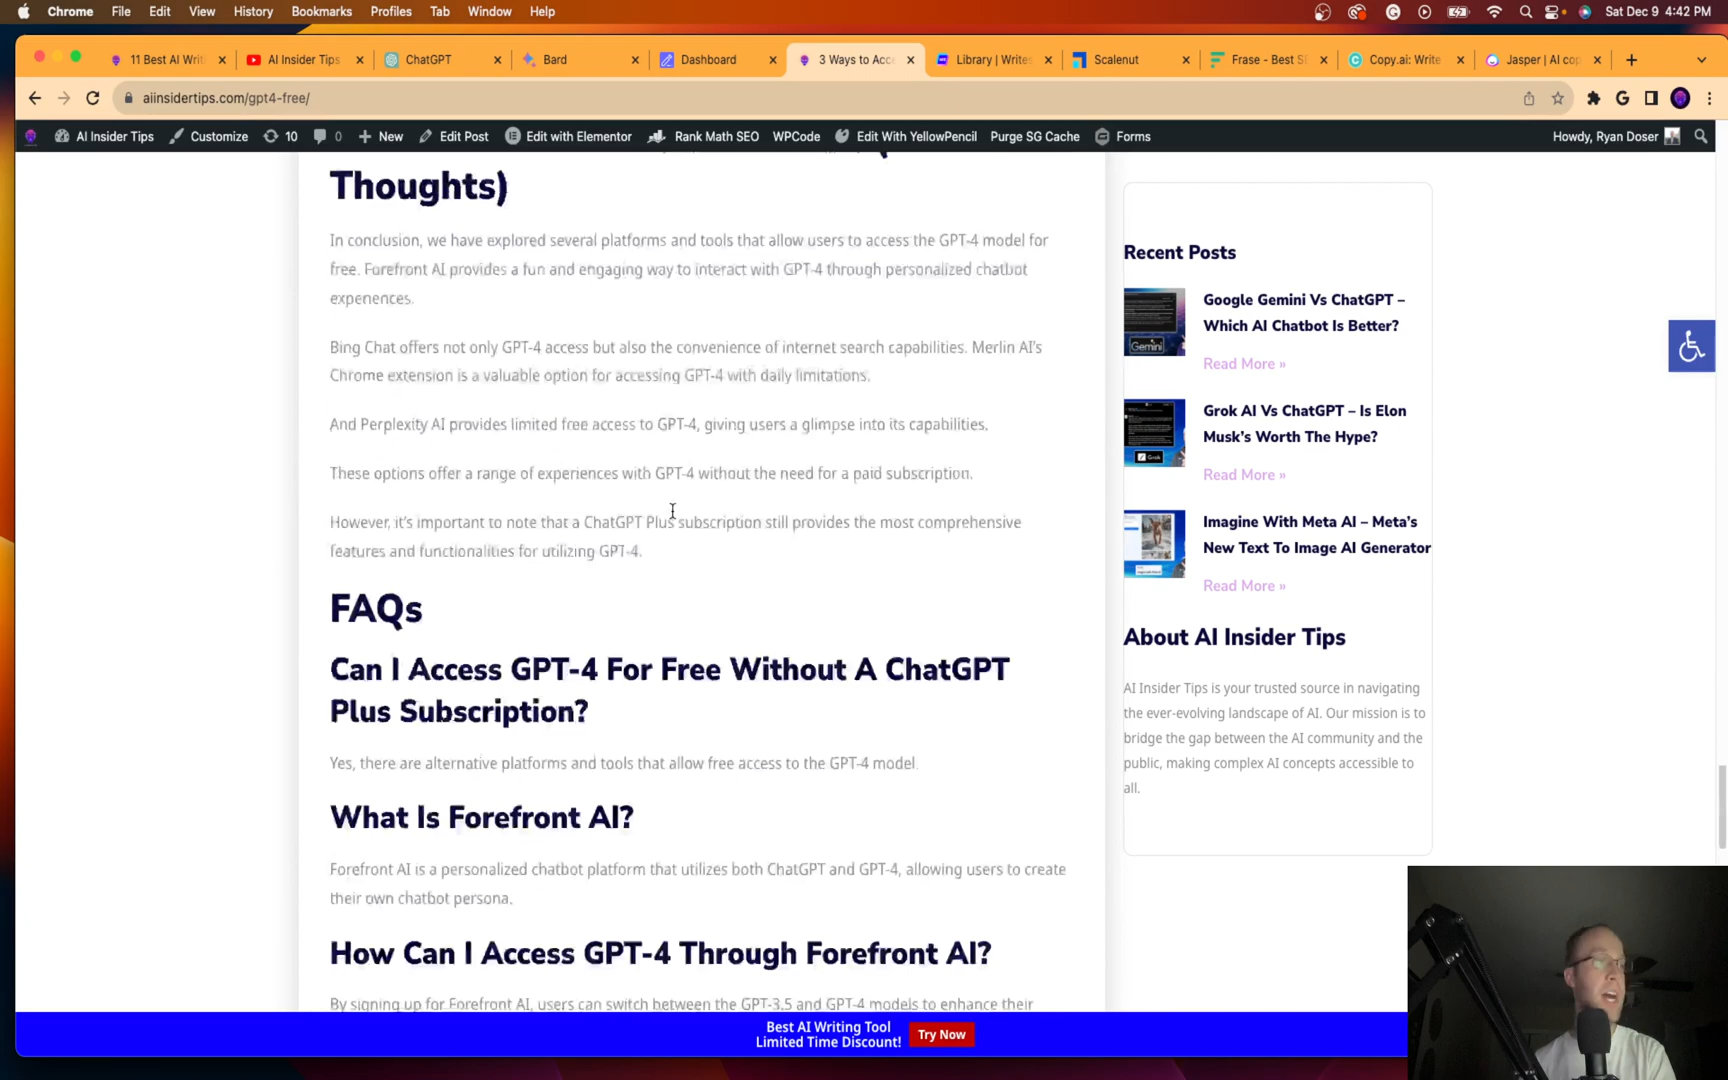 Chrome File Edit View History Bookmarks Profiles Tab Window Help
Sat Dec 9 4:42 PM
11 Best AI Writi
AI Insider Tips
ChatGPT
Bard
Dashboard
3 Ways to Acce
Library | Writes
Scalenut
Frase - Best SE
Copy.ai: Write
Jasper | AI cop
aiinsidertips.com/gpt4-free/
AI Insider Tips Customize 10 0 New Edit Post Edit with Elementor Rank Math SEO WPCode Edit With YellowPencil Purge SG Cache Forms
Howdy, Ryan Doser
Thoughts)
In conclusion, we have explored several platforms and tools that allow users to access the GPT-4 model for
free. Forefront AI provides a fun and engaging way to interact with GPT-4 through personalized chatbot
experiences.
Bing Chat offers not only GPT-4 access but also the convenience of internet search capabilities. Merlin AI's
Chrome extension is a valuable option for accessing GPT-4 with daily limitations.
And Perplexity AI provides limited free access to GPT-4, giving users a glimpse into its capabilities.
These options offer a range of experiences with GPT-4 without the need for a paid subscription.
However, it's important to note that a ChatGPT Plus subscription still provides the most comprehensive
features and functionalities for utilizing GPT-4.
FAQs
Can I Access GPT-4 For Free Without A ChatGPT
Plus Subscription?
Yes, there are alternative platforms and tools that allow free access to the GPT-4 model.
What Is Forefront AI?
Forefront AI is a personalized chatbot platform that utilizes both ChatGPT and GPT-4, allowing users to create
their own chatbot persona.
How Can I Access GPT-4 Through Forefront AI?
By signing up for Forefront AI, users can switch between the GPT-3.5 and GPT-4 models to enhance their
Recent Posts
Google Gemini Vs ChatGPT –
Which AI Chatbot Is Better?
Read More »
Gemini
Grok AI Vs ChatGPT – Is Elon
Musk's Worth The Hype?
Read More »
Grok
Imagine With Meta AI – Meta's
New Text To Image AI Generator
Read More »
About AI Insider Tips
AI Insider Tips is your trusted source in navigating
the ever-evolving landscape of AI. Our mission is to
bridge the gap between the AI community and the
public, making complex AI concepts accessible to
all.
Best AI Writing Tool
Limited Time Discount!
Try Now